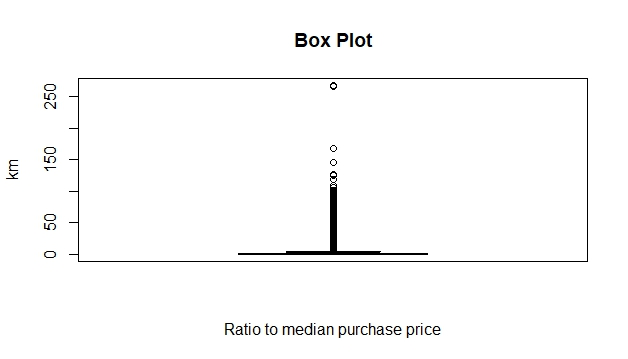 Box Plot
km
250
150
50
0
Ratio to median purchase price